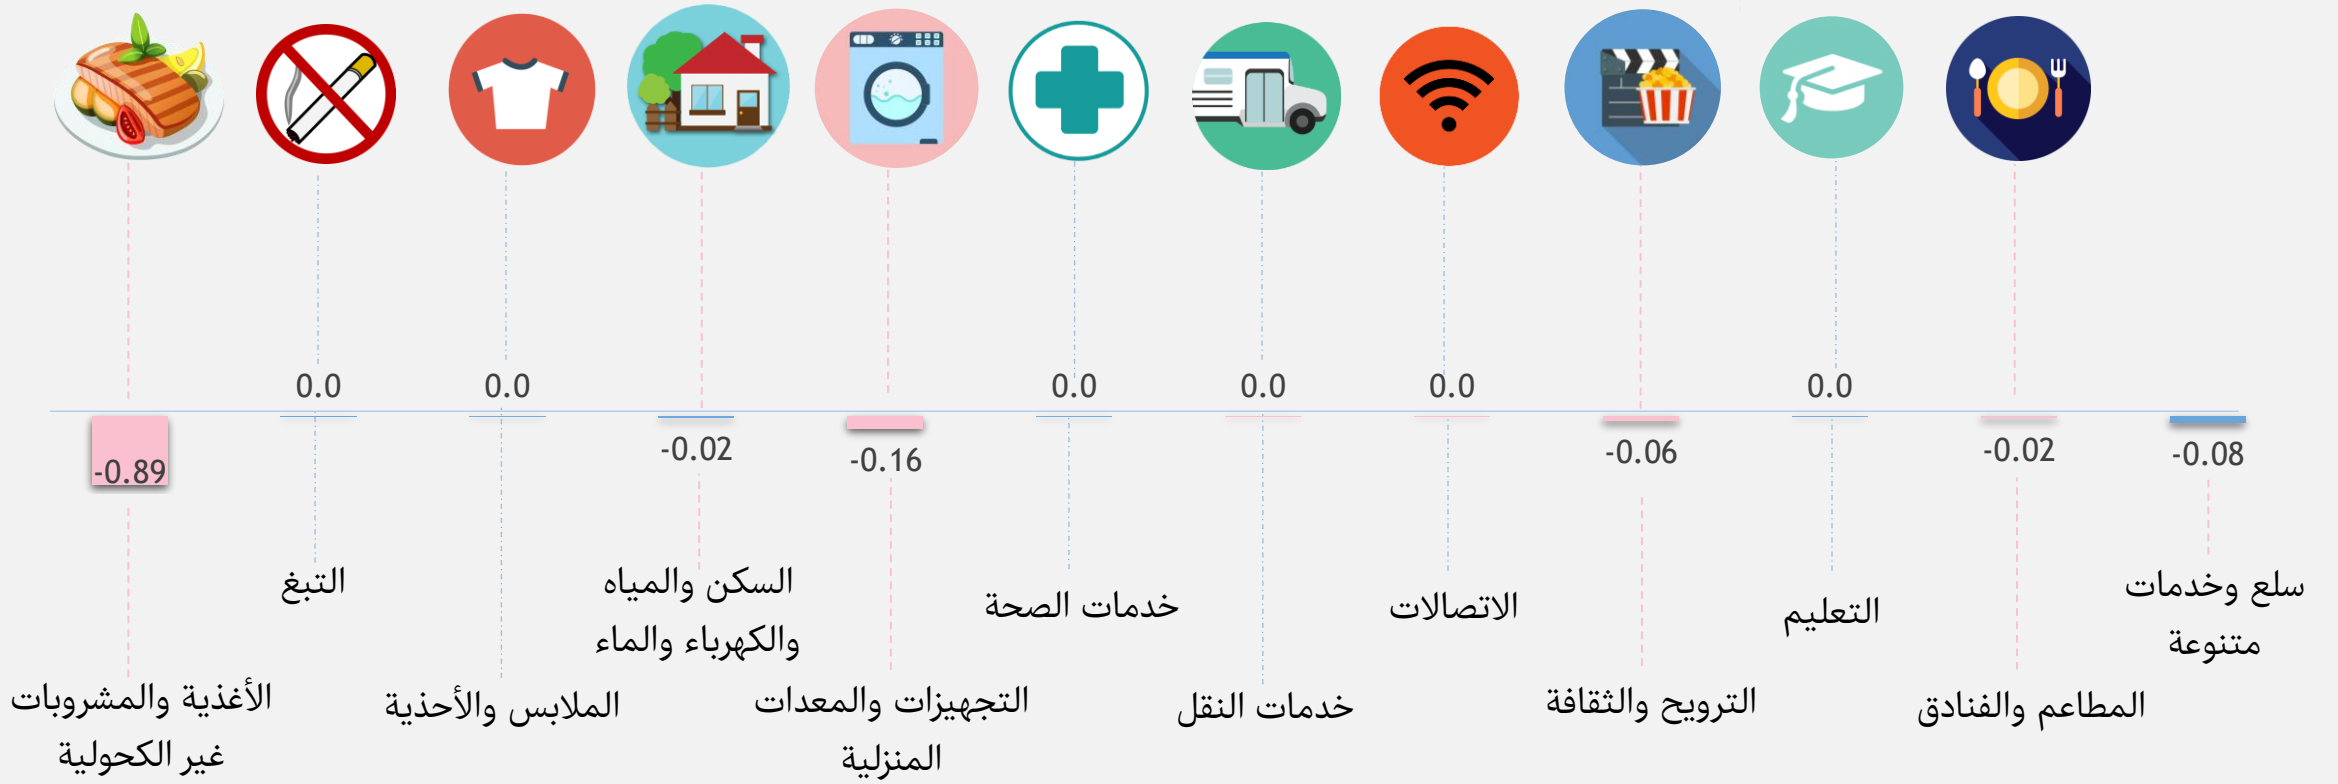 0.0
0.0
0.0
0.0
0.0
0.0
-0.89
-0.02
-0.16
-0.06
-0.02
-0.08
التبغ
السكن والمياه
والكهرباء والماء
خدمات الصحة
الاتصالات
التعليم
سلع وخدمات
متنوعة
الأغذية والمشروبات
غير الكحولية
الملابس والأحذية
التجهيزات والمعدات
المنزلية
خدمات النقل
الترويح والثقافة
المطاعم والفنادق